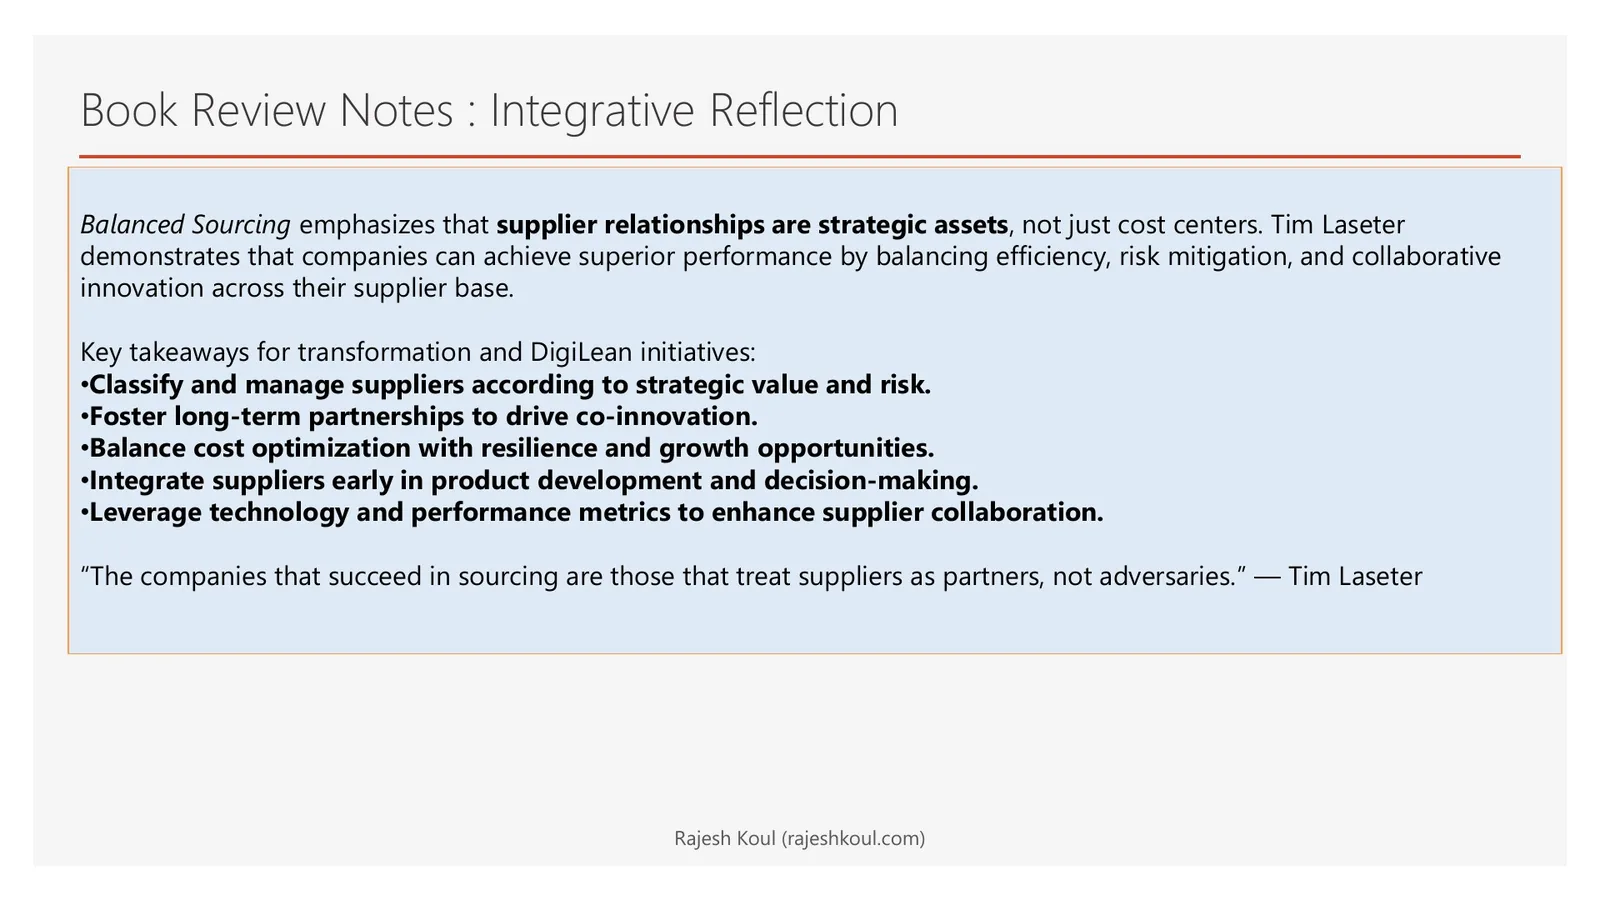 Book Review Notes : Integrative Reflection
Balanced Sourcing emphasizes that supplier relationships are strategic assets, not just cost centers. Tim Laseter
demonstrates that companies can achieve superior performance by balancing efficiency, risk mitigation, and collaborative
innovation across their supplier base.
Key takeaways for transformation and DigiLean initiatives:
•Classify and manage suppliers according to strategic value and risk.
•Foster long-term partnerships to drive co-innovation.
•Balance cost optimization with resilience and growth opportunities.
•Integrate suppliers early in product development and decision-making.
•Leverage technology and performance metrics to enhance supplier collaboration.
“The companies that succeed in sourcing are those that treat suppliers as partners, not adversaries.” — Tim Laseter
Rajesh Koul (rajeshkoul.com)